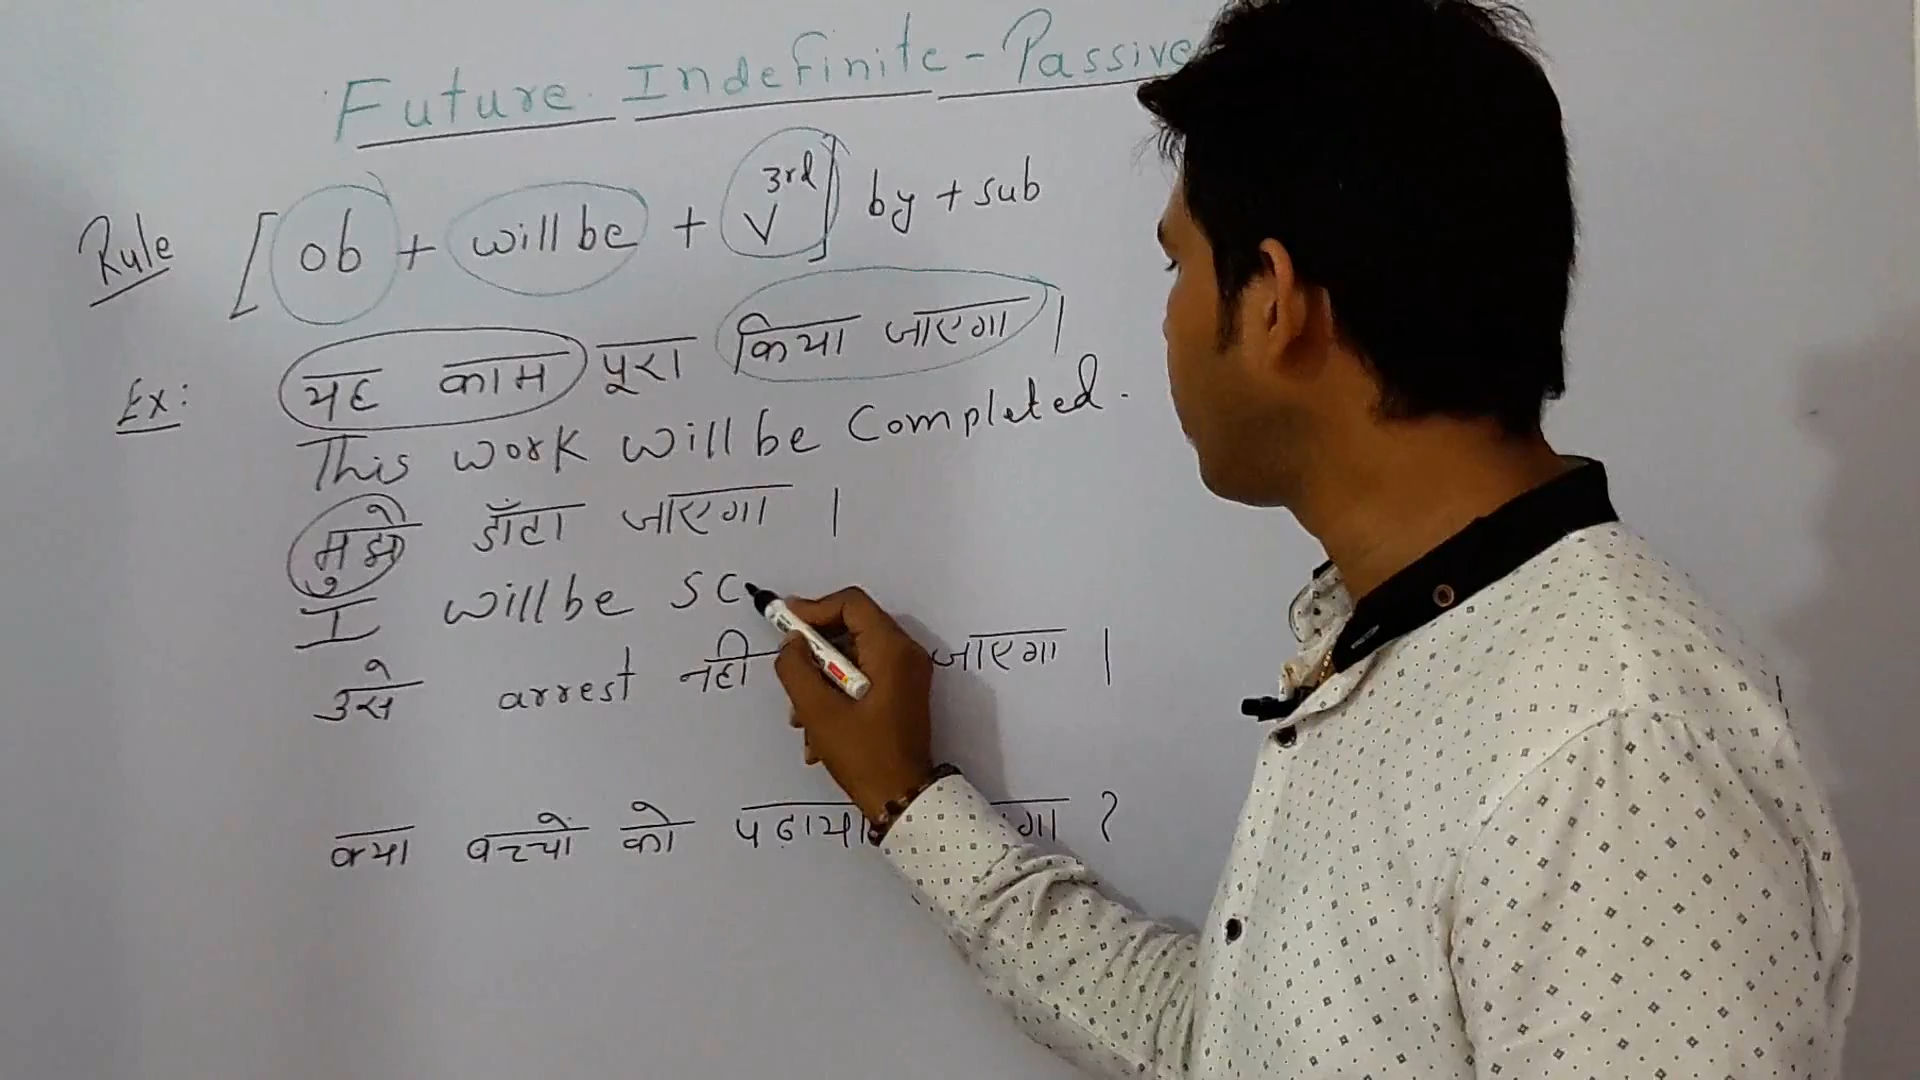 Future Indefinite - Passive
Rule [ob + will be + V 3rd] by + sub
Ex: यह काम पूरा किया जाएगा |
This work will be Completed.
मुझे डाँटा जाएगा |
I will be sc
उसे arrest नही जाएगा |
क्या बच्चो को पढ़ाया गा ?